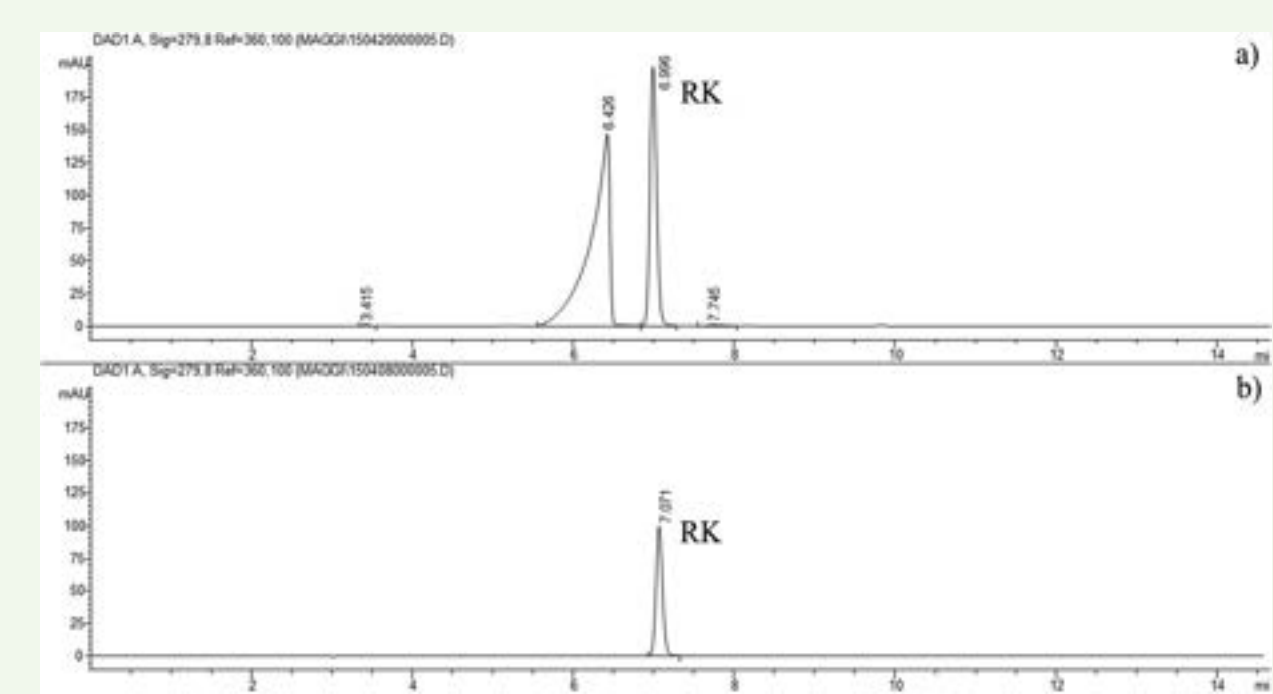 DAD1 A, Sig=279,8 Ref=360,100 (MAGGI\150420000005.D)
a)
mAU
175
150
125
100
75
50
25
0
3.415
6.426
6.996
RK
7.746
2 4 6 8 10 12 14 mi
DAD1 A, Sig=279,8 Ref=360,100 (MAGGI\150408000005.D)
b)
mAU
175
150
125
100
75
50
25
0
7.071
RK
2 4 6 8 10 12 14 mi